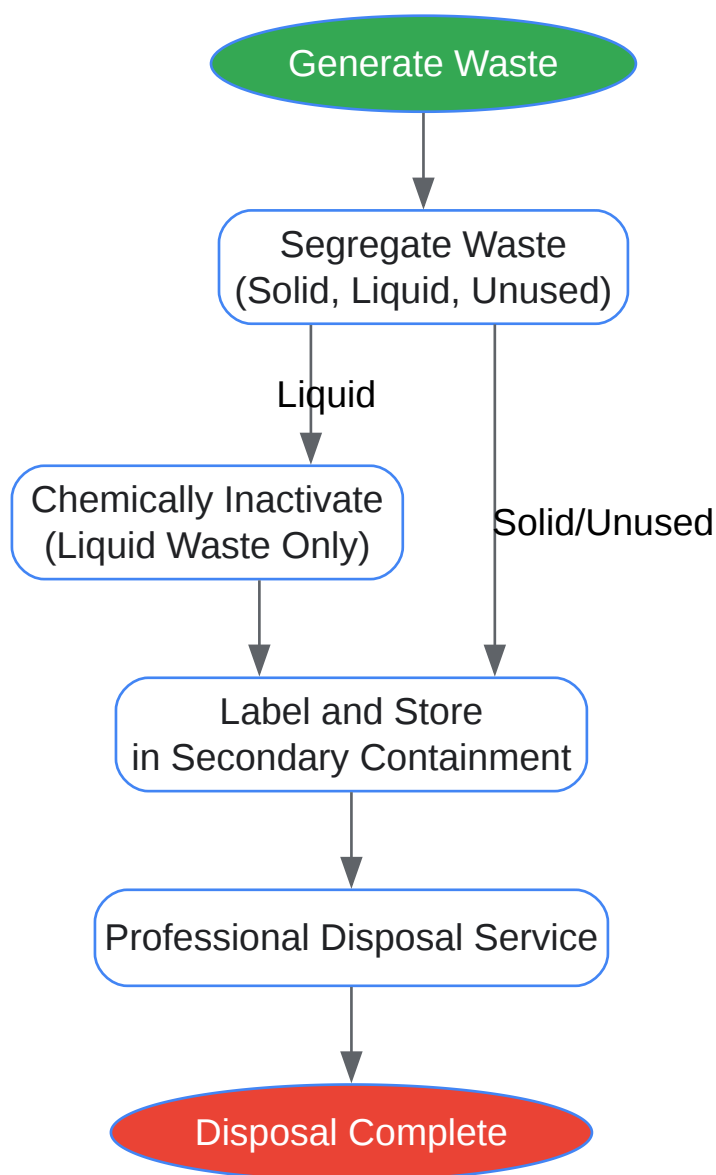 Generate Waste
Segregate Waste
(Solid, Liquid, Unused)
Liquid
Chemically Inactivate
(Liquid Waste Only)
Solid/Unused
Label and Store
in Secondary Containment
Professional Disposal Service
Disposal Complete